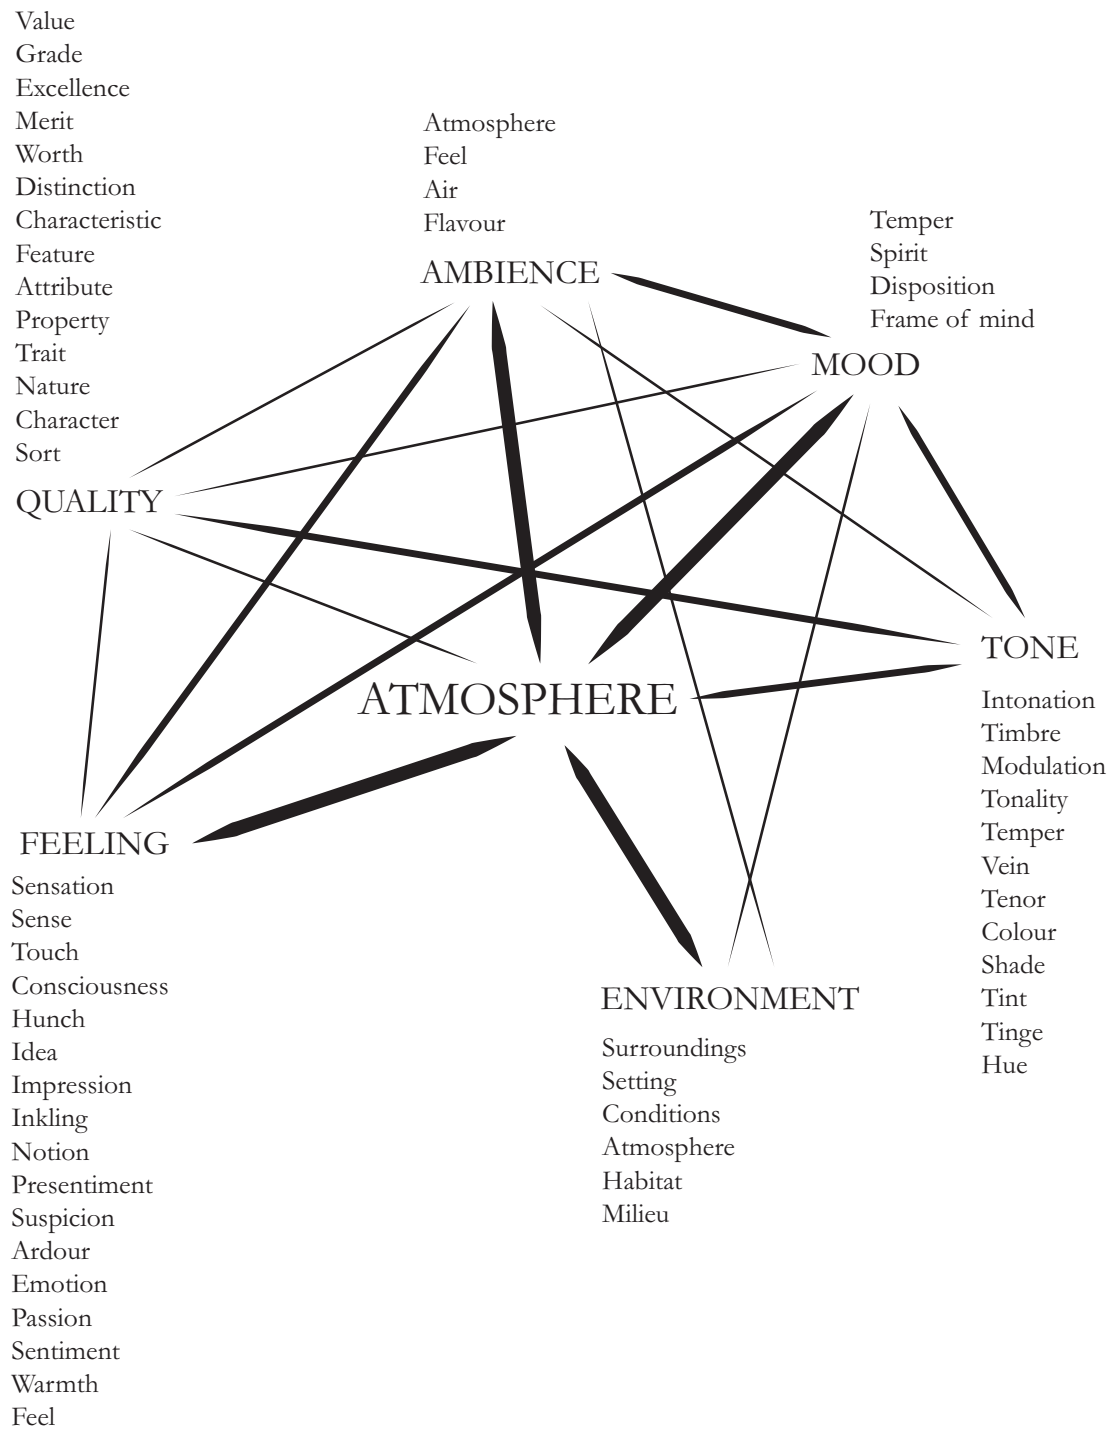 Value
Grade
Excellence
Merit
Worth
Distinction
Characteristic
Feature
Attribute
Property
Trait
Nature
Character
Sort
QUALITY
Atmosphere
Feel
Air
Flavour
AMBIENCE
Temper
Spirit
Disposition
Frame of mind
MOOD
ATMOSPHERE
TONE
Intonation
Timbre
Modulation
Tonality
Temper
Vein
Tenor
Colour
Shade
Tint
Tinge
Hue
FEELING
Sensation
Sense
Touch
Consciousness
Hunch
Idea
Impression
Inkling
Notion
Presentiment
Suspicion
Ardour
Emotion
Passion
Sentiment
Warmth
Feel
ENVIRONMENT
Surroundings
Setting
Conditions
Atmosphere
Habitat
Milieu